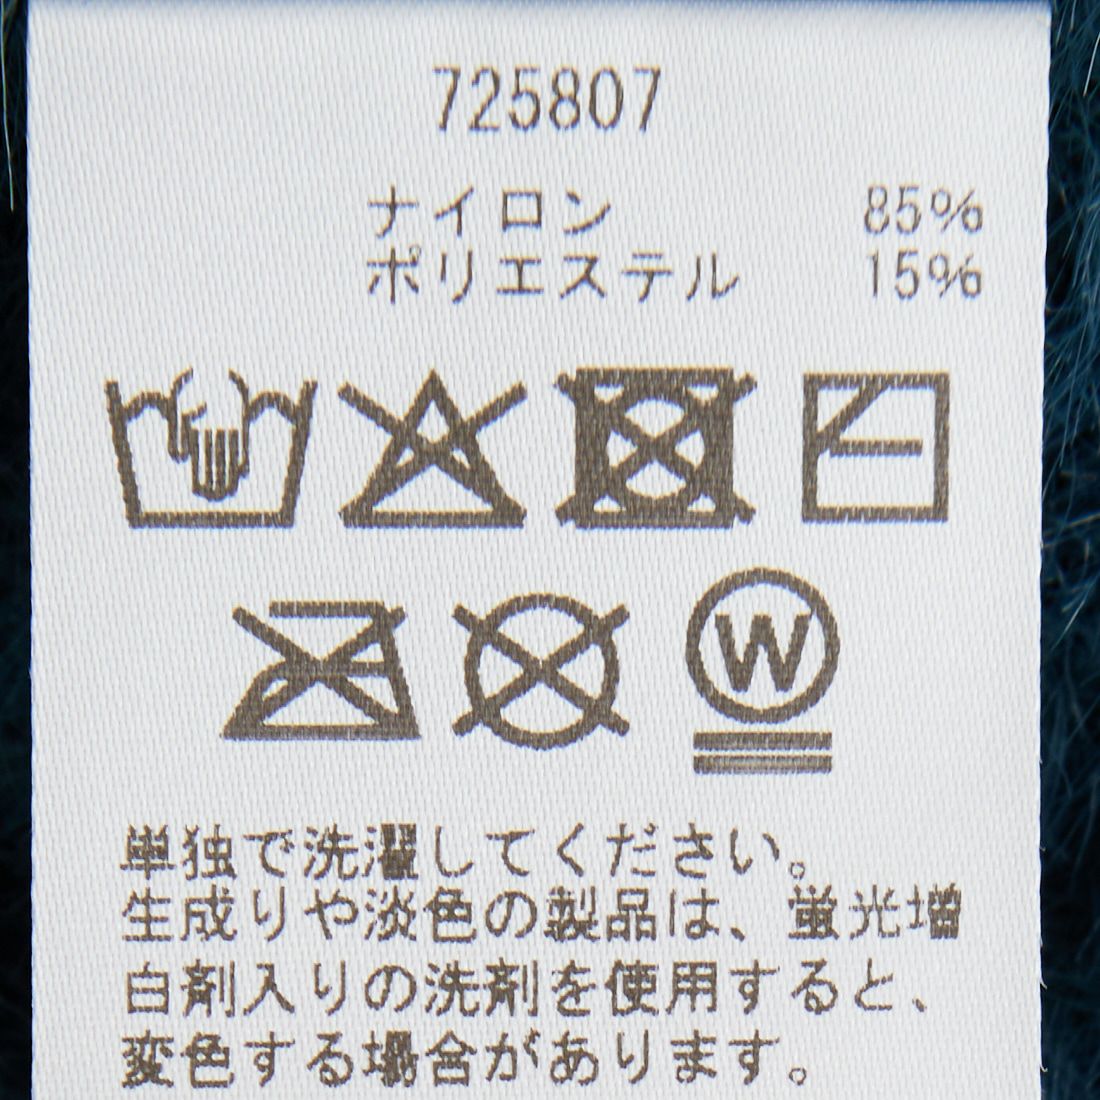 725807
ナイロン 85%
ポリエステル 15%
W
単独で洗濯してください。
生成りや淡色の製品は、蛍光増
白剤入りの洗剤を使用すると、
変色する場合があります。